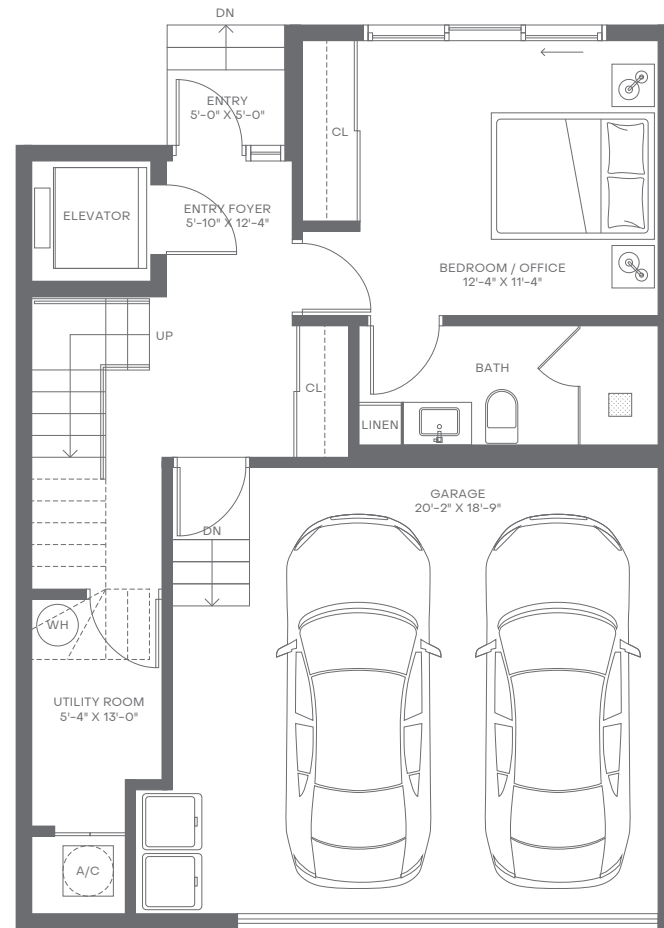 DN
ENTRY
5'-0" X 5'-0"
CL
ELEVATOR
ENTRY FOYER
5'-10" X 12'-4"
BEDROOM / OFFICE
12'-4" X 11'-4"
UP
BATH
CL
LINEN
GARAGE
20'-2" X 18'-9"
DN
WH
UTILITY ROOM
5'-4" X 13'-0"
A/C